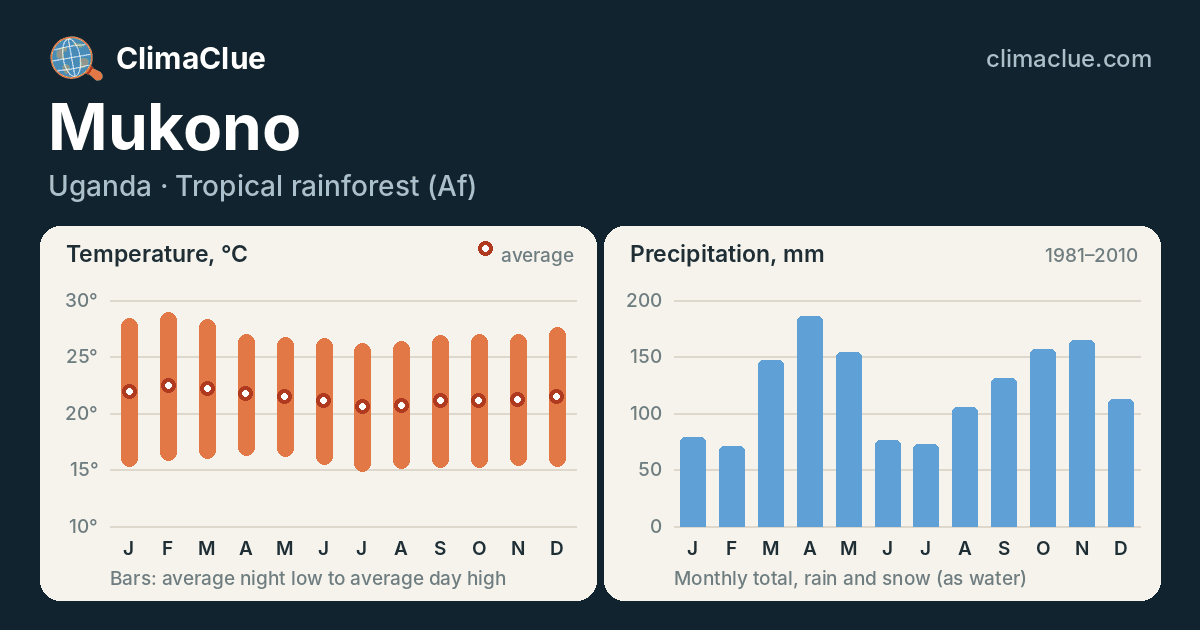 ClimaClue
climaclue.com
Mukono
Uganda · Tropical rainforest (Af)
Temperature, °C
average
30°
25°
20°
15°
10°
J F M A M J J A S O N D
Bars: average night low to average day high
Precipitation, mm
1981–2010
200
150
100
50
0
J F M A M J J A S O N D
Monthly total, rain and snow (as water)